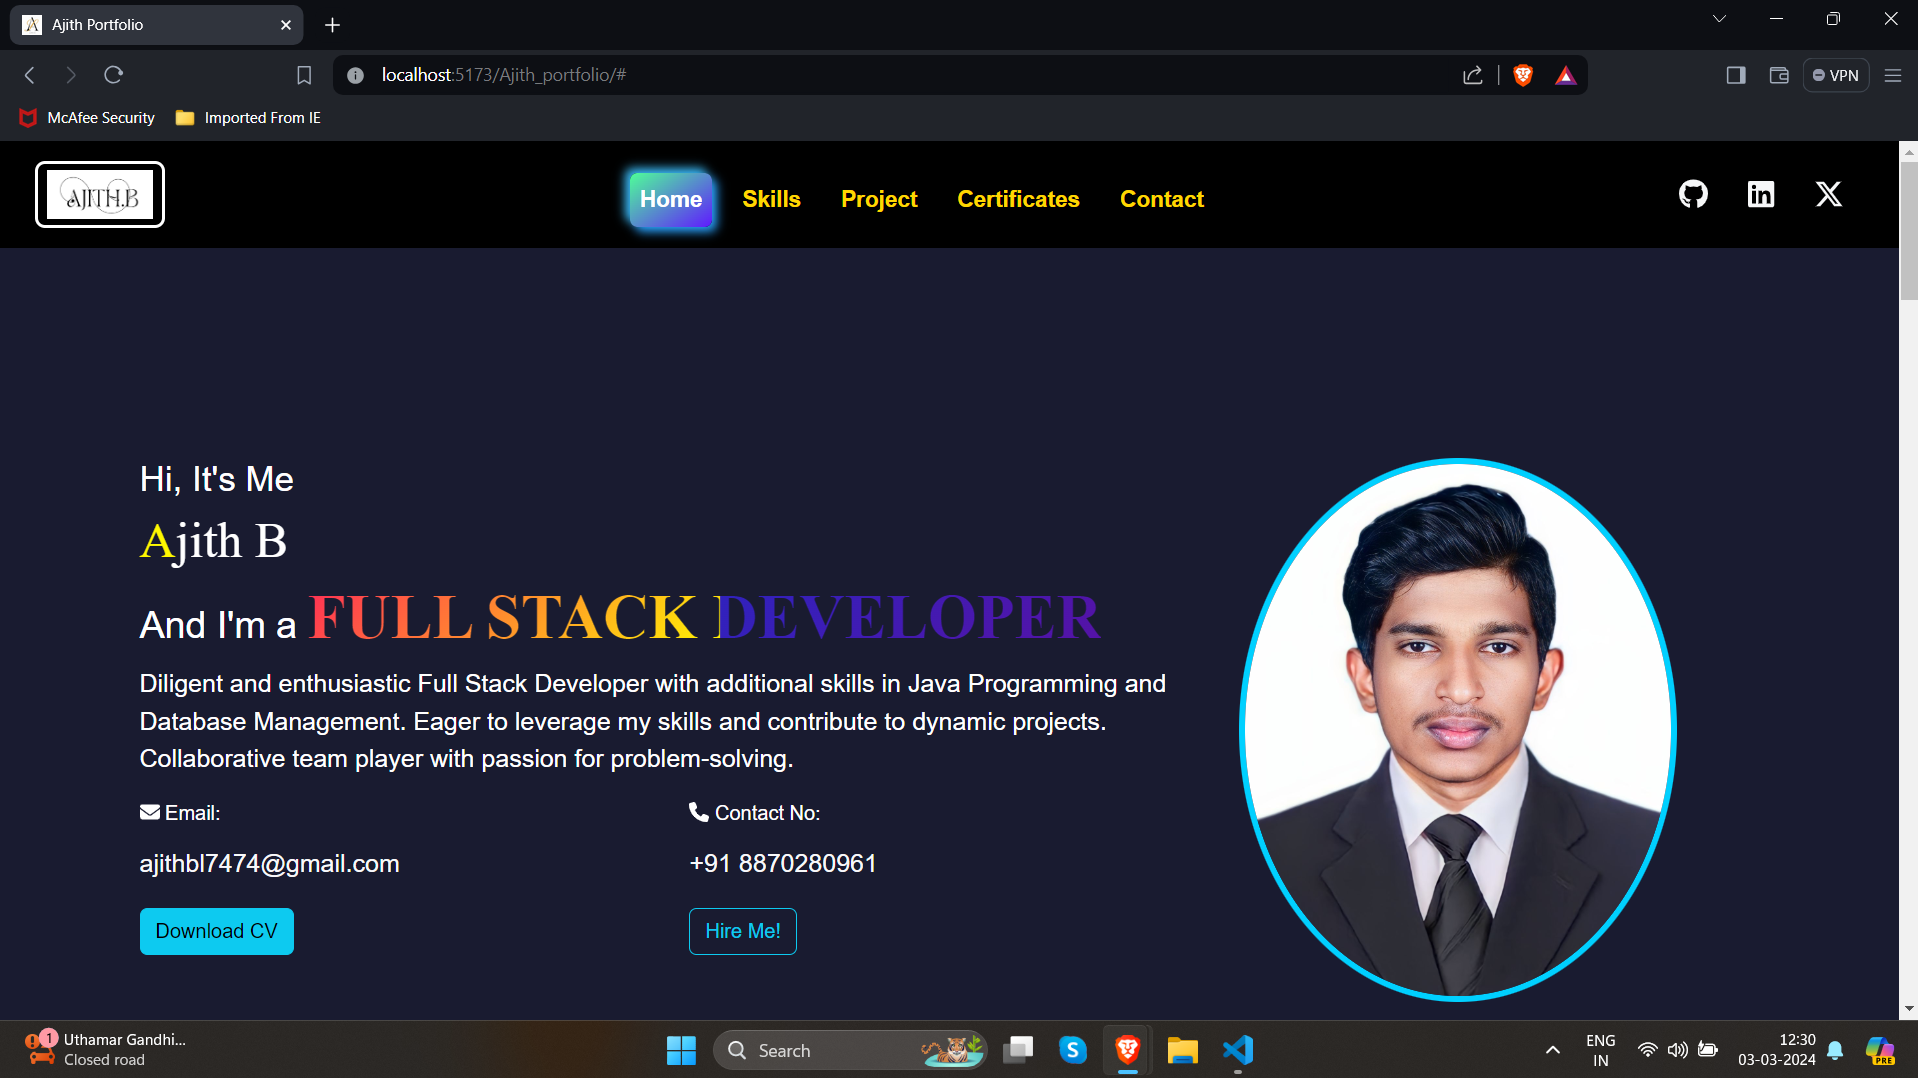 Ajith Portfolio
localhost:5173/Ajith_portfolio/#
VPN
McAfee Security
Imported From IE
AJITH.B
Home
Skills
Project
Certificates
Contact
Hi, It's Me
Ajith B
And I'm a FULL STACK DEVELOPER
Diligent and enthusiastic Full Stack Developer with additional skills in Java Programming and
Database Management. Eager to leverage my skills and contribute to dynamic projects.
Collaborative team player with passion for problem-solving.
Email:
Contact No:
ajithbl7474@gmail.com
+91 8870280961
Download CV
Hire Me!
1
Uthamar Gandhi...
Closed road
Search
ENG
IN
12:30
03-03-2024
PRE